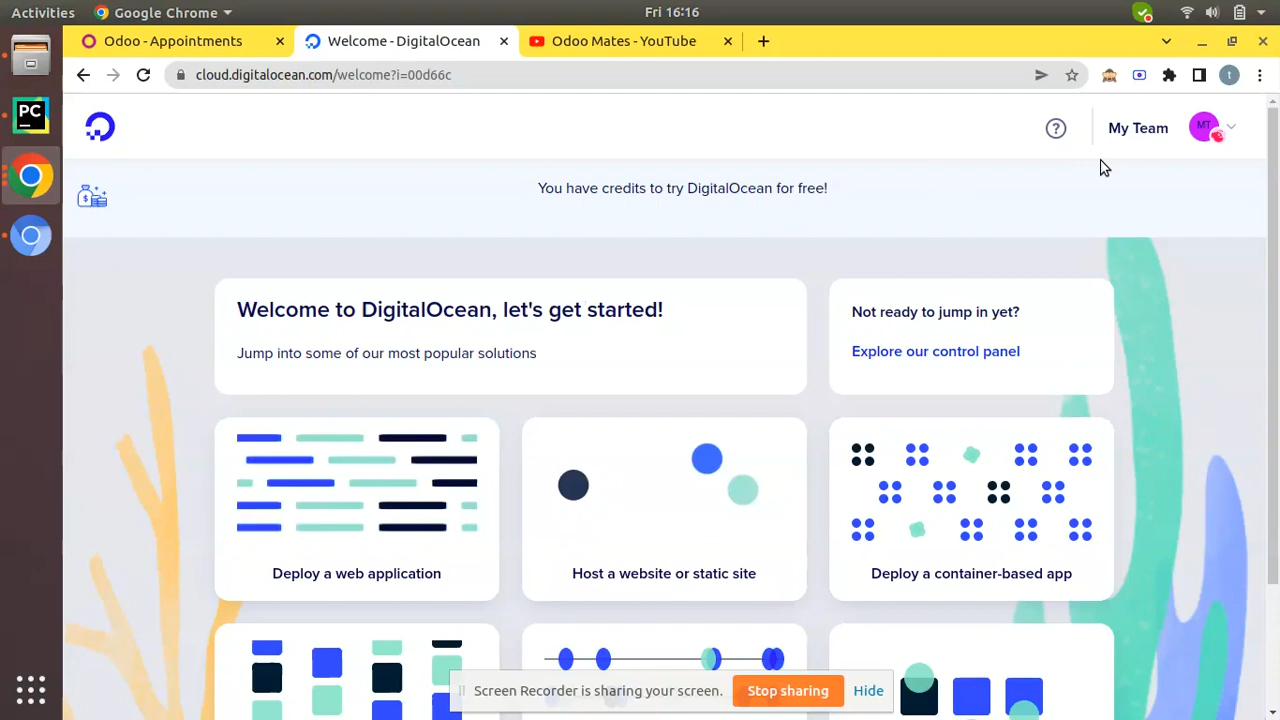 Activities
Google Chrome
Fri 16:16
Odoo - Appointments
Welcome - DigitalOcean
Odoo Mates - YouTube
cloud.digitalocean.com/welcome?i=00d66c
t
PC
?
My Team
MT
$
You have credits to try DigitalOcean for free!
Welcome to DigitalOcean, let's get started!
Jump into some of our most popular solutions
Not ready to jump in yet?
Explore our control panel
Deploy a web application
Host a website or static site
Deploy a container-based app
Screen Recorder is sharing your screen.
Stop sharing
Hide